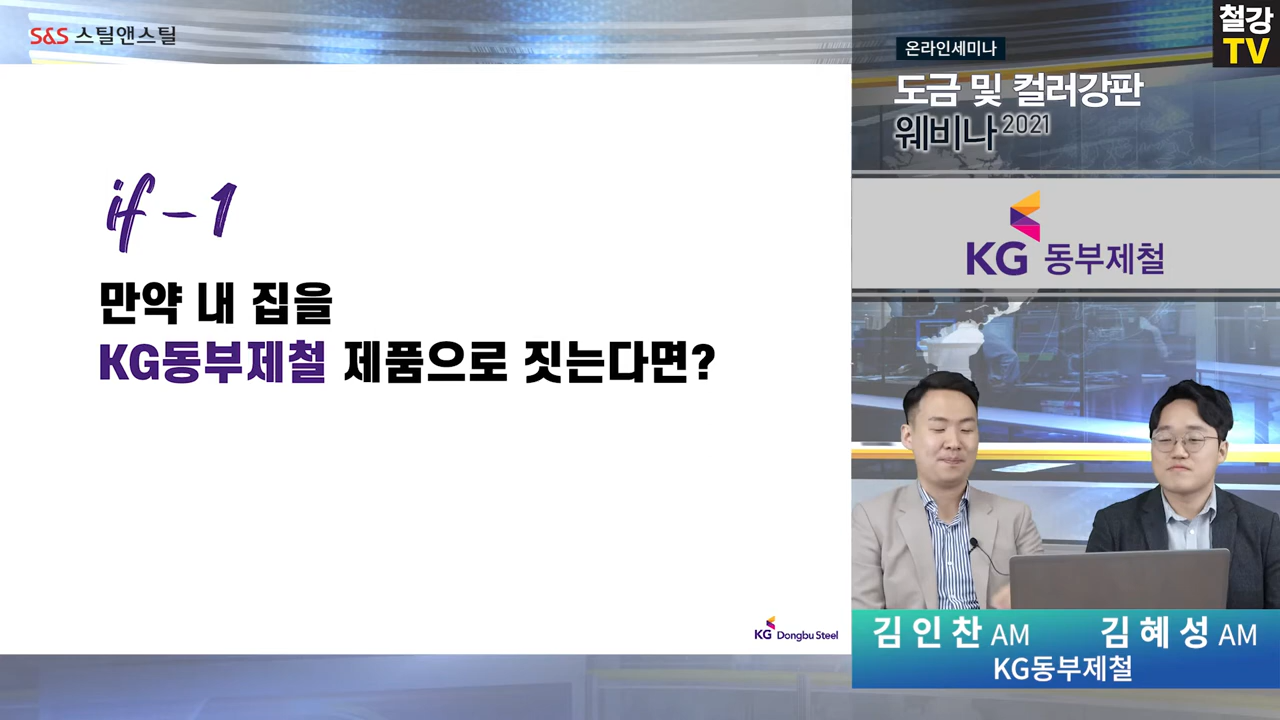 S&S 스틸앤스틸
if - 1
만약 내 집을
KG동부제철 제품으로 짓는다면?
KG Dongbu Steel
철강
TV
온라인세미나
도금 및 컬러강판
웨비나 2021
KG 동부제철
김인찬 AM
김혜성 AM
KG동부제철